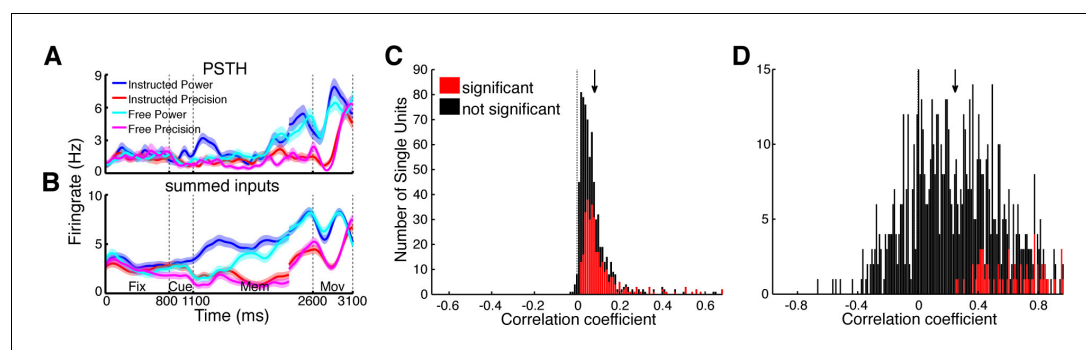 A
PSTH
Firingrate (Hz)
9
6
3
0
Instructed Power
Instructed Precision
Free Power
Free Precision
B
summed inputs
10
5
0
Fix
Cue
Mem
Mov
0
800
1100
2600
3100
Time (ms)
C
Number of Single Units
90
80
70
60
50
40
30
20
10
0
significant
not significant
-0.6
-0.4
-0.2
0
0.2
0.4
0.6
Correlation coefficient
D
15
10
5
0
-0.8
-0.4
0
0.4
0.8
Correlation coefficient